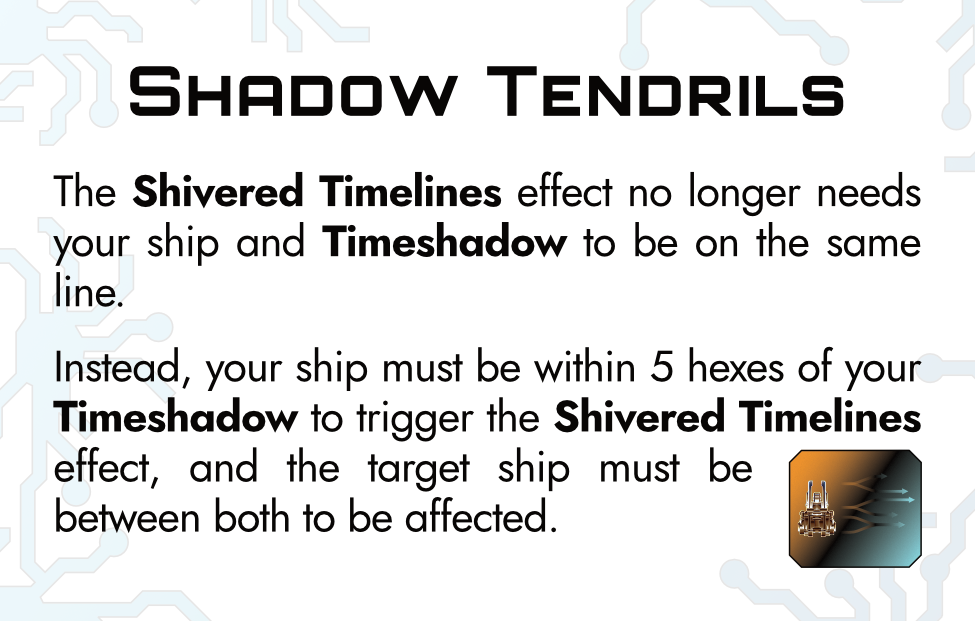 Shadow Tendrils
The Shivered Timelines effect no longer needs
your ship and Timeshadow to be on the same
line.
Instead, your ship must be within 5 hexes of your
Timeshadow to trigger the Shivered Timelines
effect, and the target ship must be
between both to be affected.